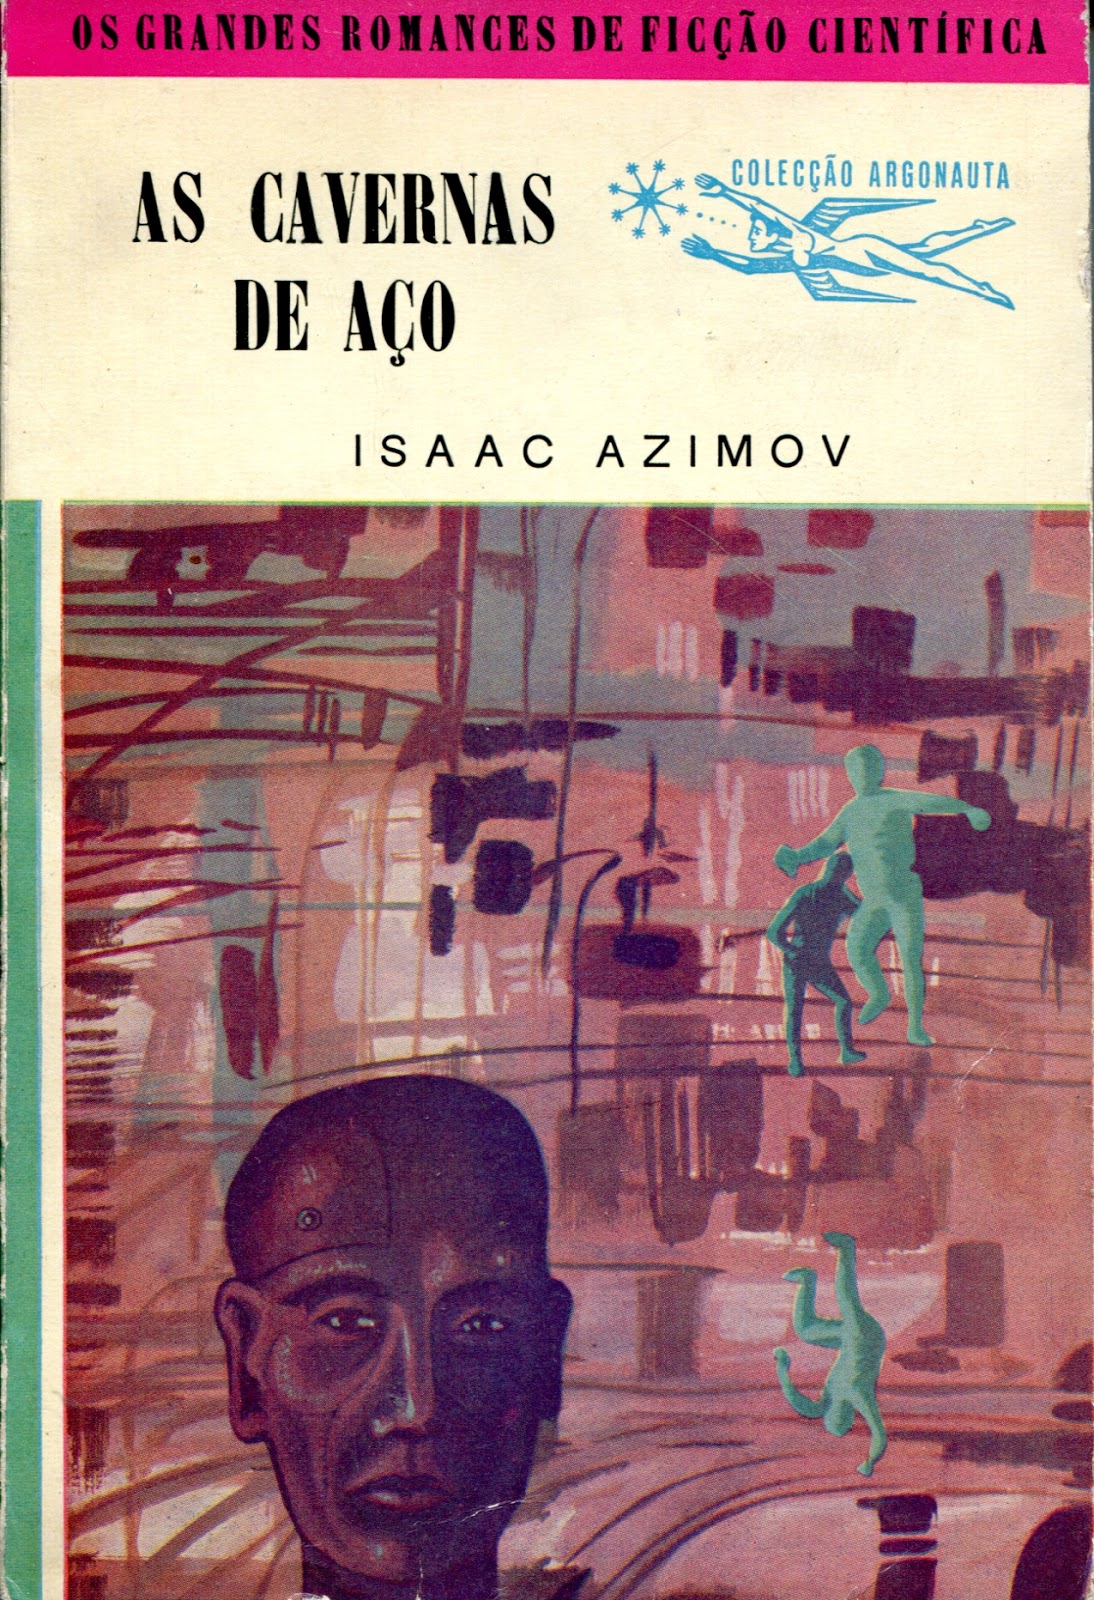 OS GRANDES ROMANCES DE FICÇÃO CIENTÍFICA
AS CAVERNAS
DE AÇO
COLECÇÃO ARGONAUTA
ISAAC AZIMOV